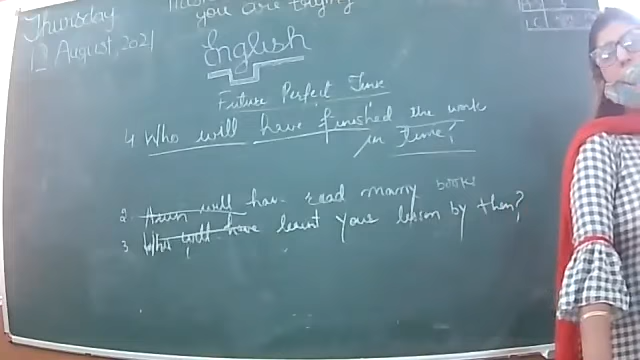 Thursday
12 August, 2021
you are trying
English
Future Perfect Tense
4 Who will have finished the work
in Time?
2. Arun will have read many books
3. Who will have learnt your lesson by then?